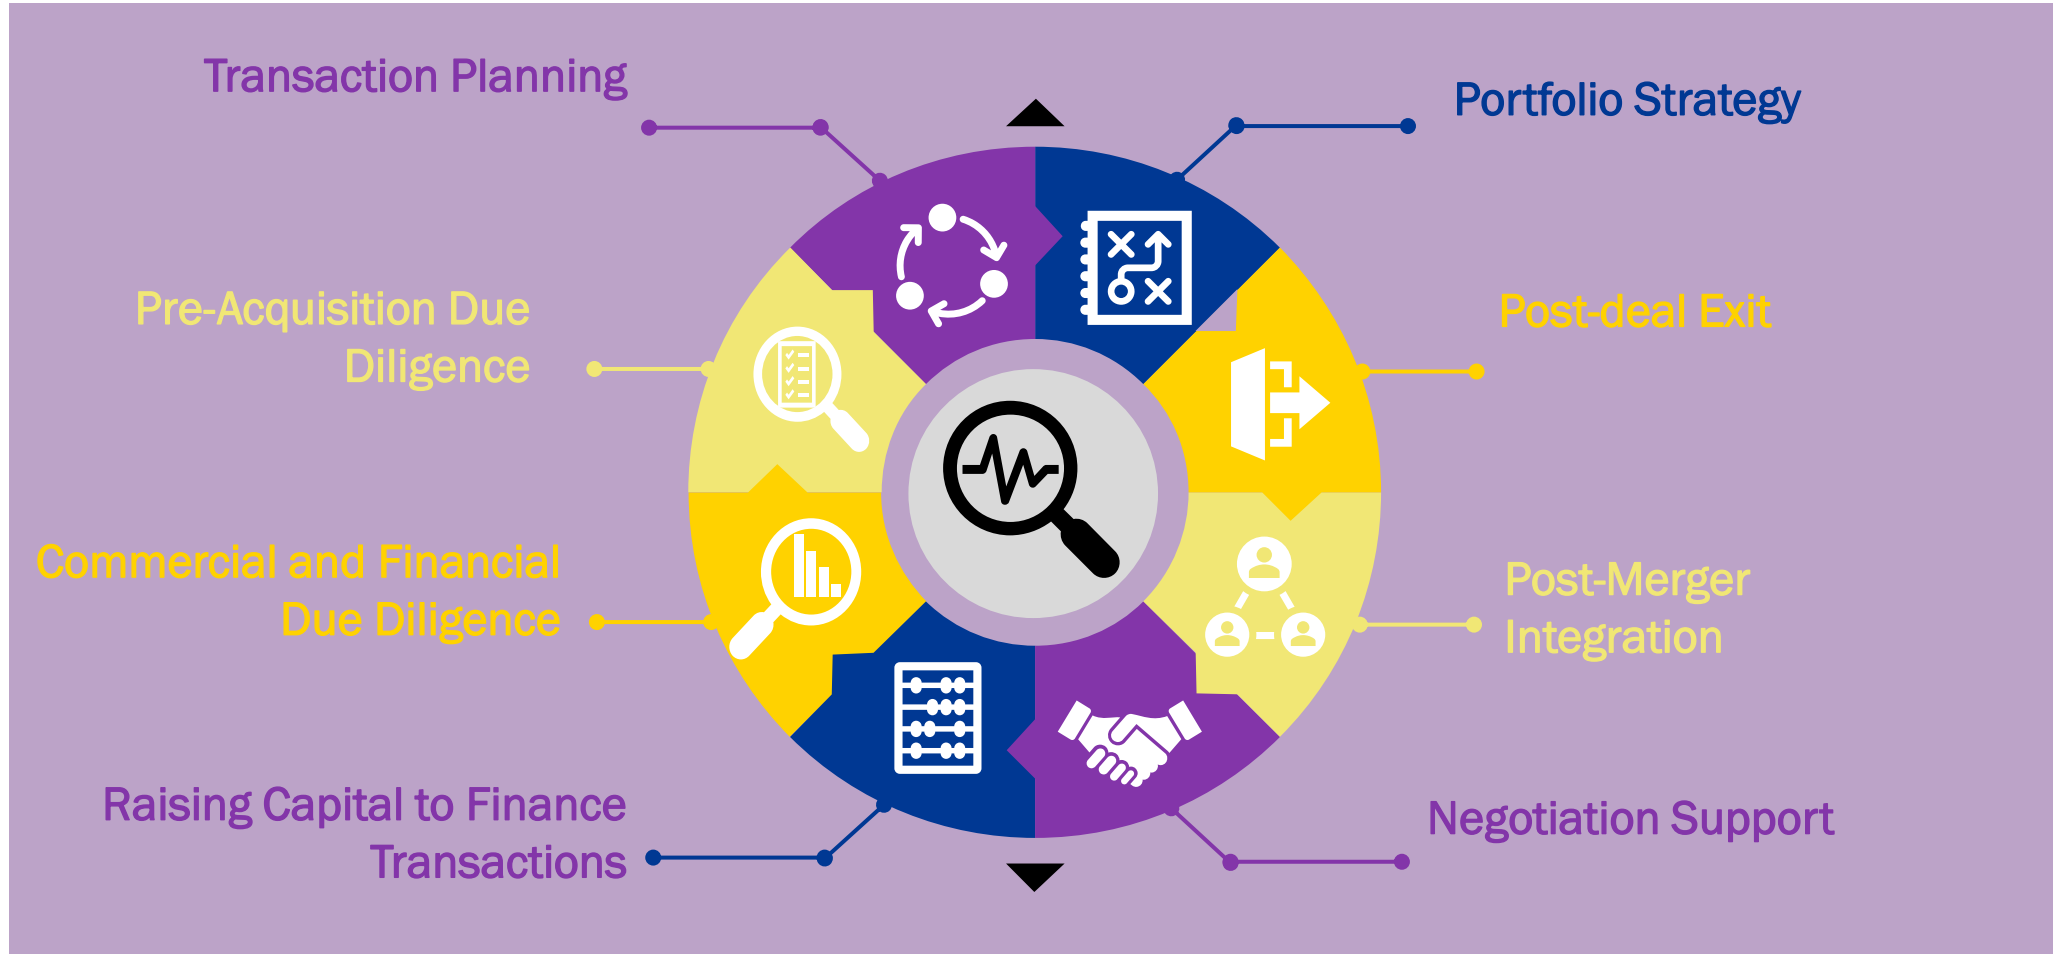 Transaction Planning
Portfolio Strategy
Pre-Acquisition Due
Diligence
Post-deal Exit
Commercial and Financial
Due Diligence
Post-Merger
Integration
Raising Capital to Finance
Transactions
Negotiation Support